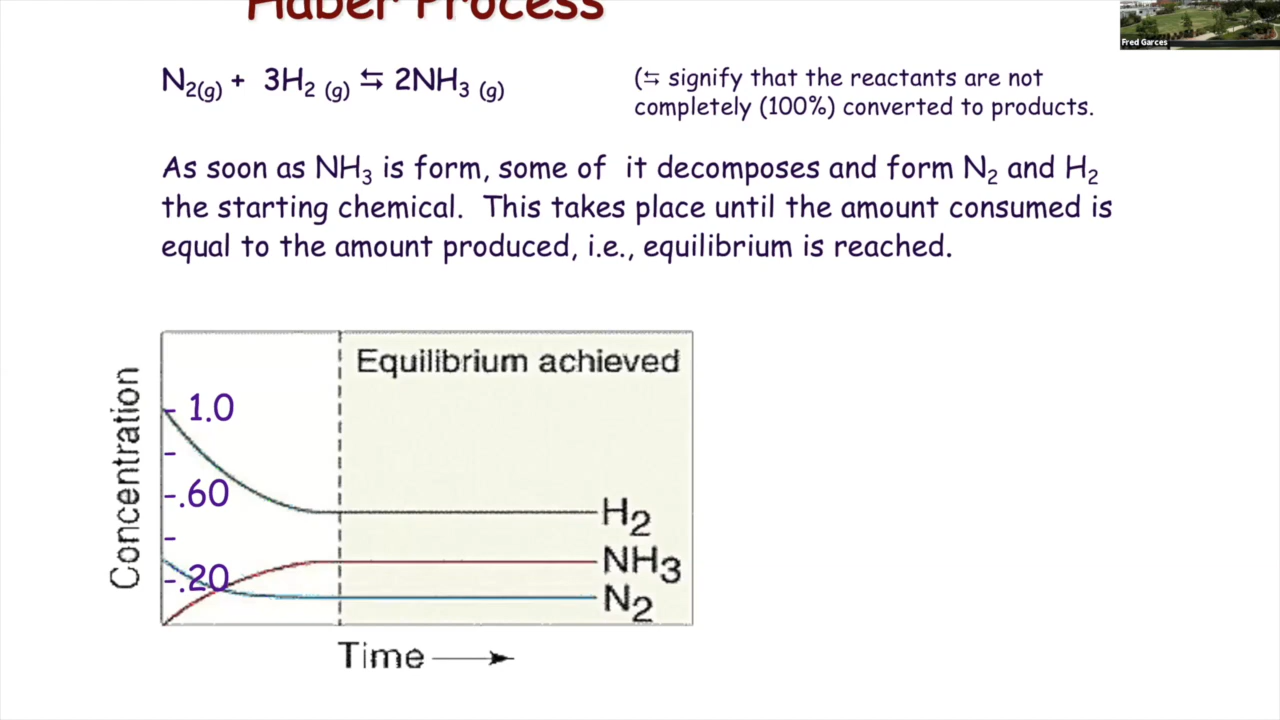 Haber Process
Fred Garces
N2(g) + 3H2 (g) ⇆ 2NH3 (g)
(⇆ signify that the reactants are not
completely (100%) converted to products.
As soon as NH3 is form, some of it decomposes and form N2 and H2
the starting chemical. This takes place until the amount consumed is
equal to the amount produced, i.e., equilibrium is reached.
Equilibrium achieved
Concentration
- 1.0
-
-.60
-
-.20
H2
NH3
N2
Time